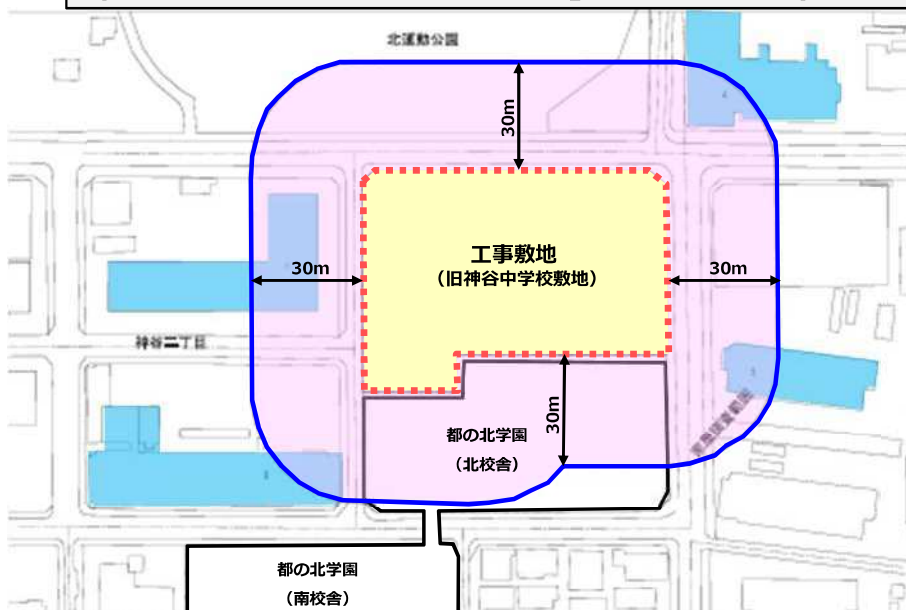 北運動公園
30m
工事敷地
（旧神谷中学校敷地）
30m
30m
神谷二丁目
30m
都の北学園
（北校舎）
都の北学園
（南校舎）